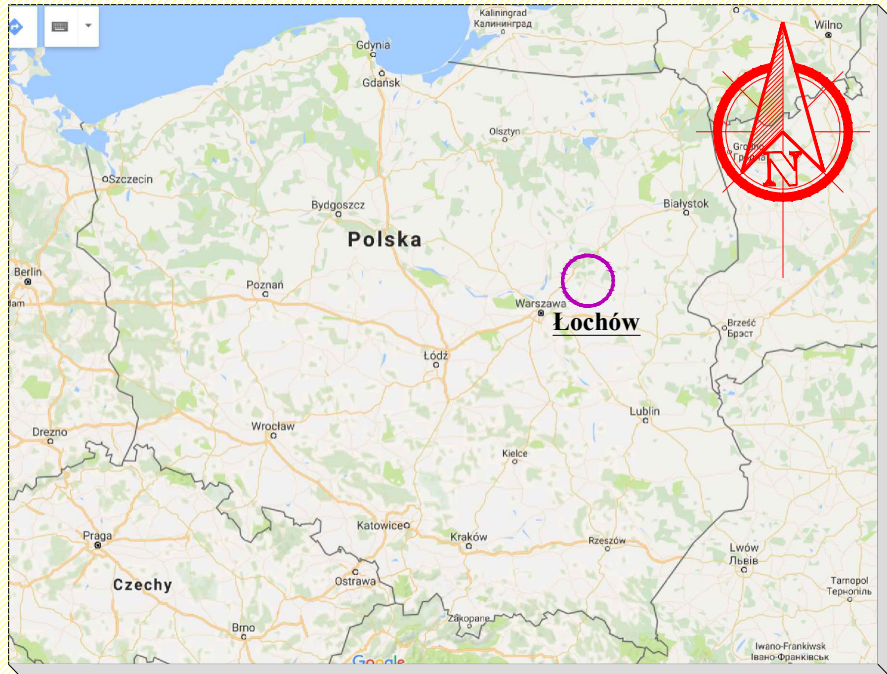 Kaliningrad
Калининград
Wilno
Gdynia
Gdańsk
Olsztyn
Szczecin
Bydgoszcz
Białystok
N
Polska
Berlin
Poznań
Warszawa
Łochów
Brześć
Брэст
Łódź
Lublin
Wrocław
Drezno
Kielce
Katowice
Kraków
Rzeszów
Praga
Lwów
Львів
Czechy
Ostrawa
Tarnopol
Тернопіль
Zakopane
Brno
Iwano-Frankiwsk
Івано-Франківськ
Google